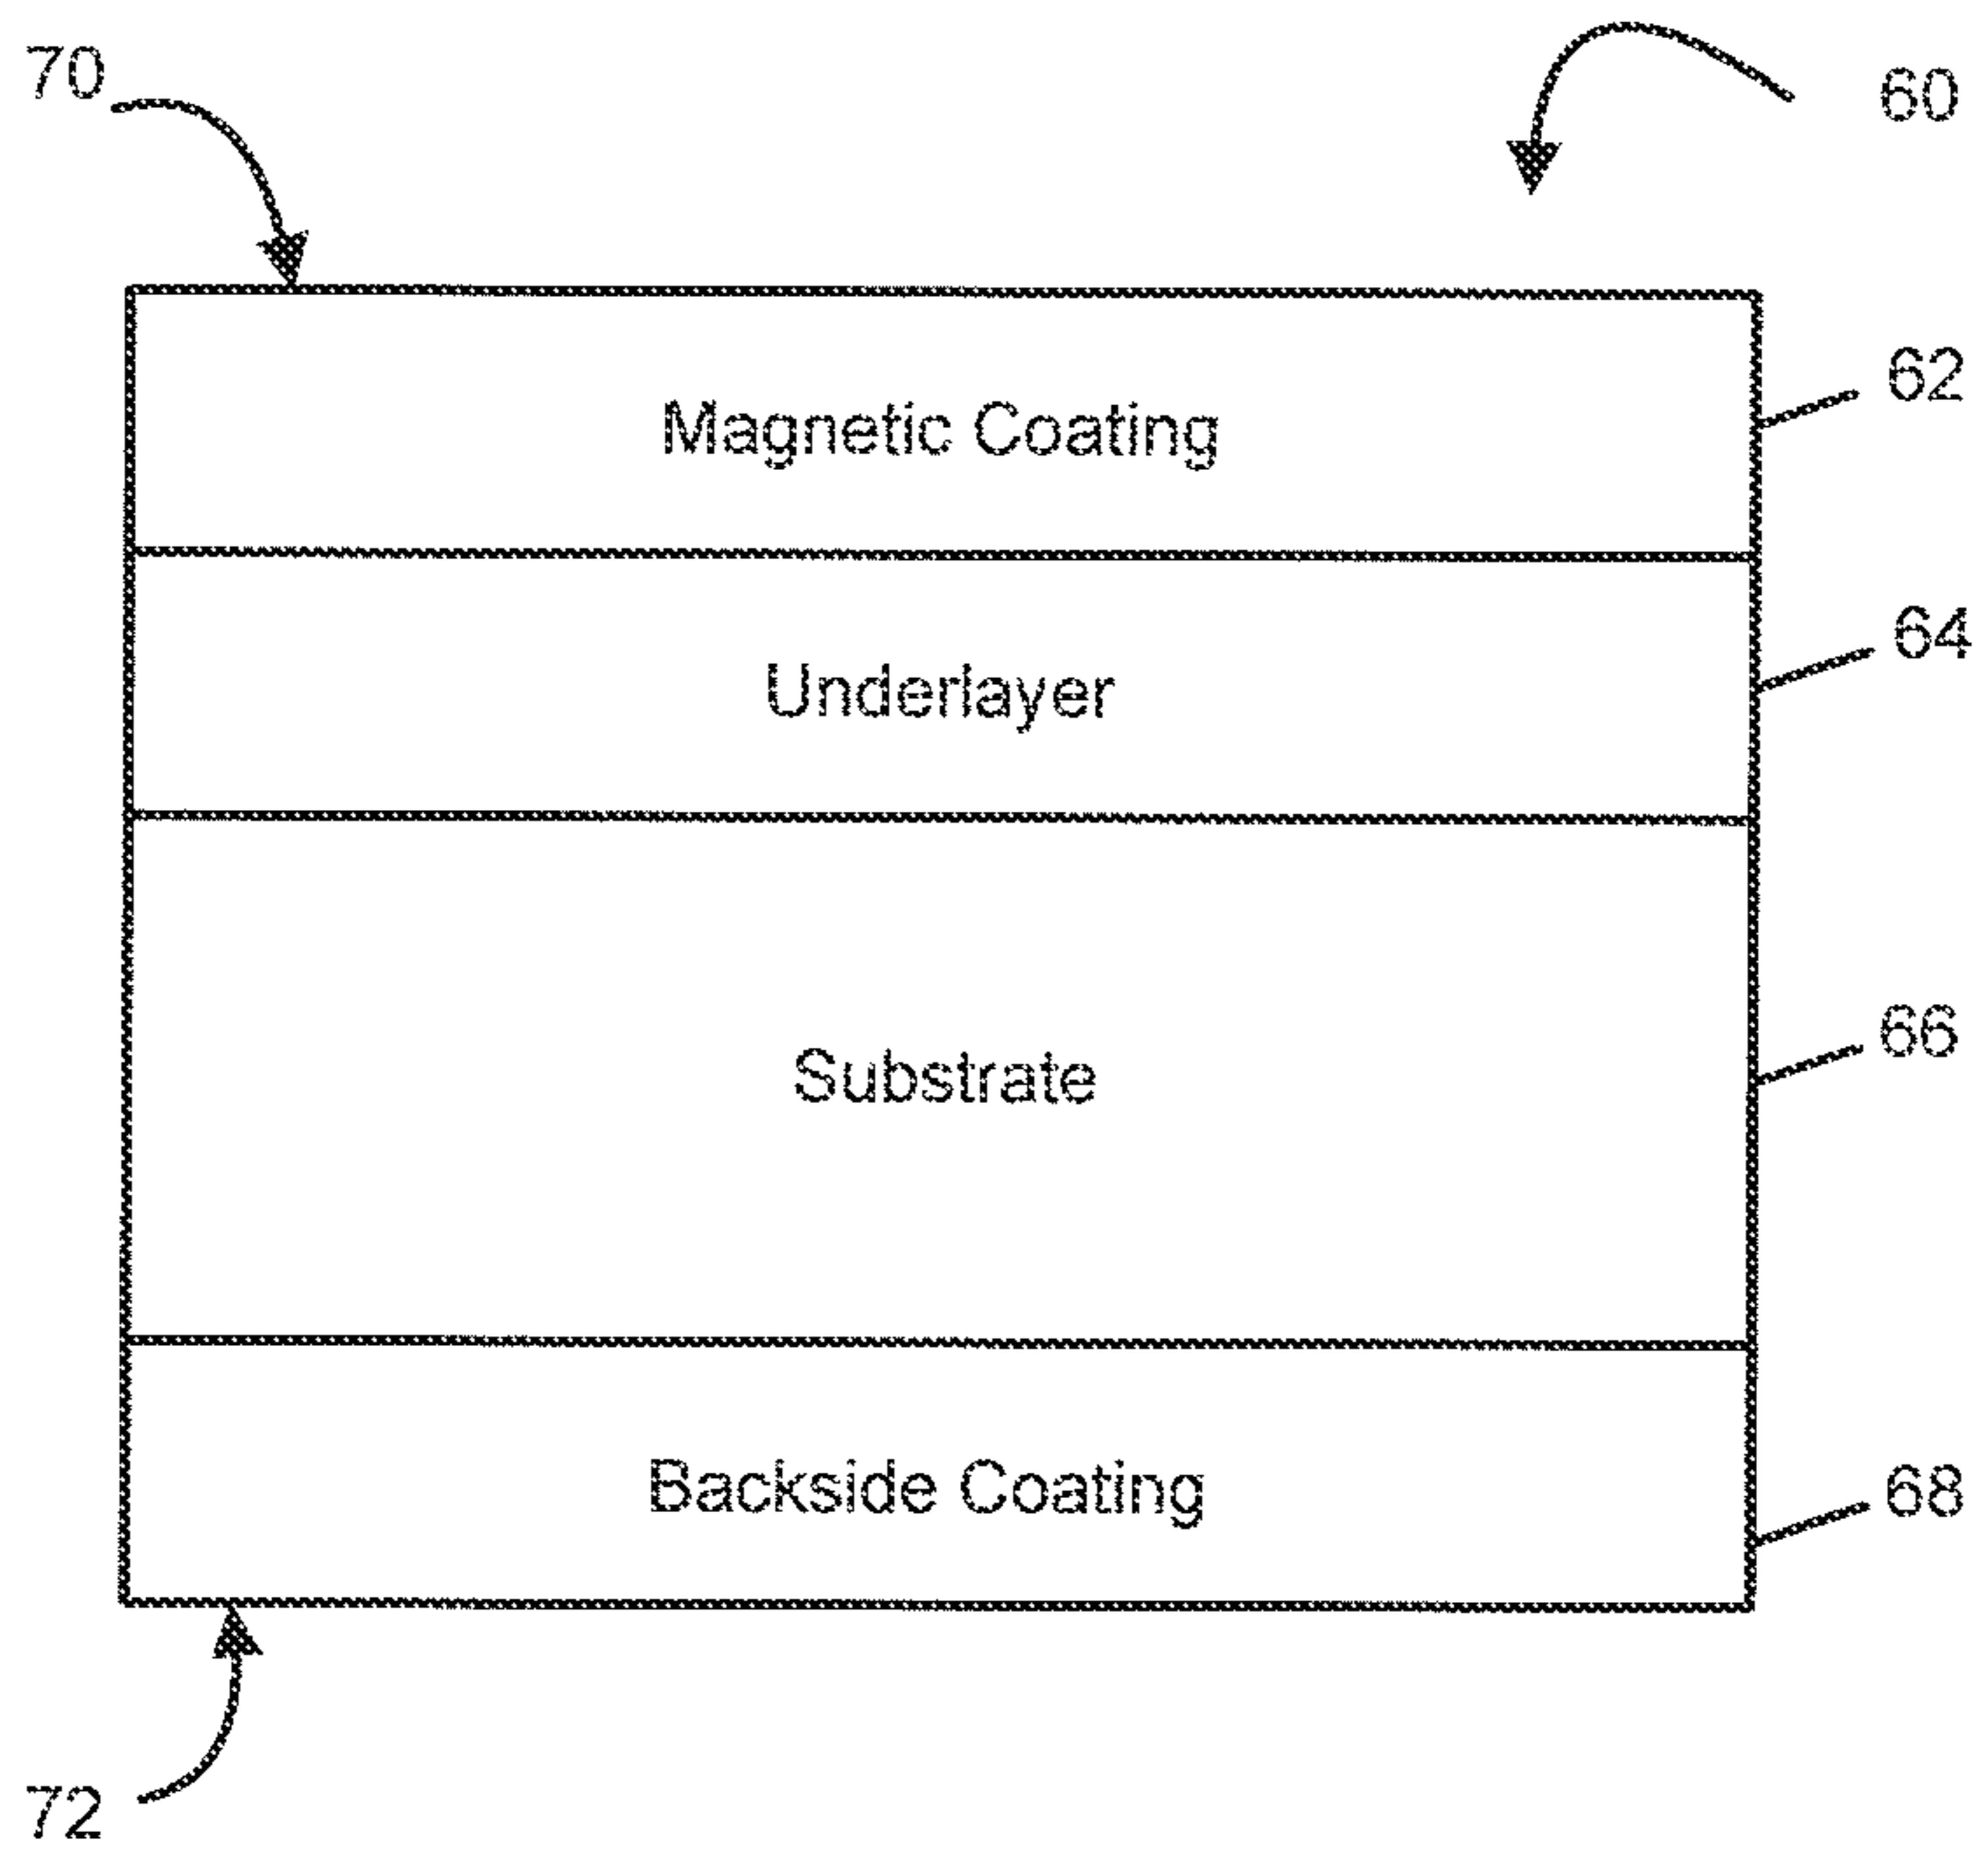 70
60
Magnetic Coating
62
Underlayer
64
Substrate
66
Backside Coating
68
72